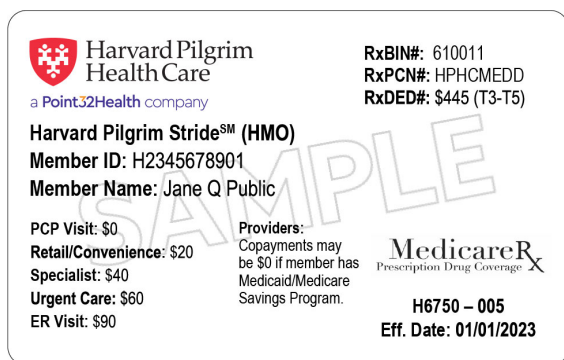 Harvard Pilgrim
Health Care
a Point32Health company
RxBIN#: 610011
RxPCN#: HPHCMEDD
RxDED#: $445 (T3-T5)
Harvard Pilgrim Stride℠ (HMO)
Member ID: H2345678901
Member Name: Jane Q Public
SAMPLE
PCP Visit: $0
Retail/Convenience: $20
Specialist: $40
Urgent Care: $60
ER Visit: $90
Providers:
Copayments may
be $0 if member has
Medicaid/Medicare
Savings Program.
MedicareRx
Prescription Drug Coverage
H6750 – 005
Eff. Date: 01/01/2023